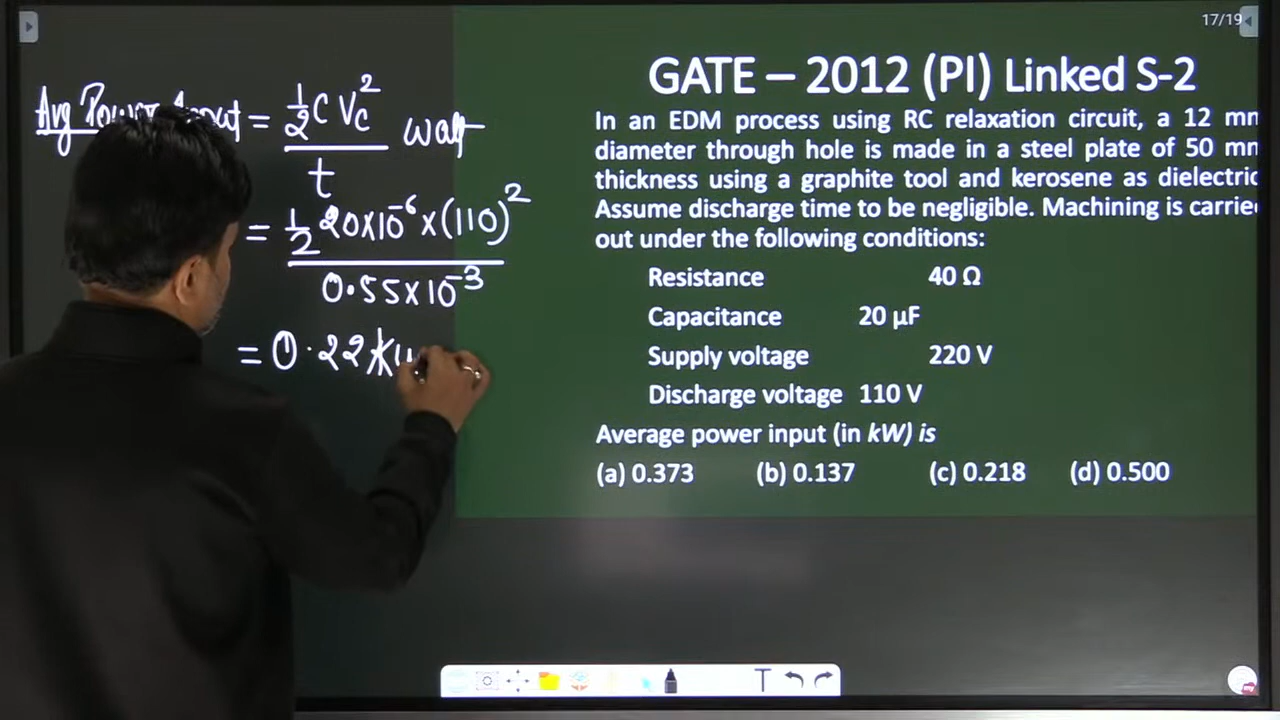 17/19
GATE – 2012 (PI) Linked S-2
In an EDM process using RC relaxation circuit, a 12 mm
diameter through hole is made in a steel plate of 50 mm
thickness using a graphite tool and kerosene as dielectric
Assume discharge time to be negligible. Machining is carrie
out under the following conditions:
Resistance 40 Ω
Capacitance 20 µF
Supply voltage 220 V
Discharge voltage 110 V
Average power input (in kW) is
(a) 0.373 (b) 0.137 (c) 0.218 (d) 0.500
Avg = ½ C Vc² / t watt
= ½ 20×10⁻⁶ × (110)² / 0.55×10⁻³
= 0.22
T